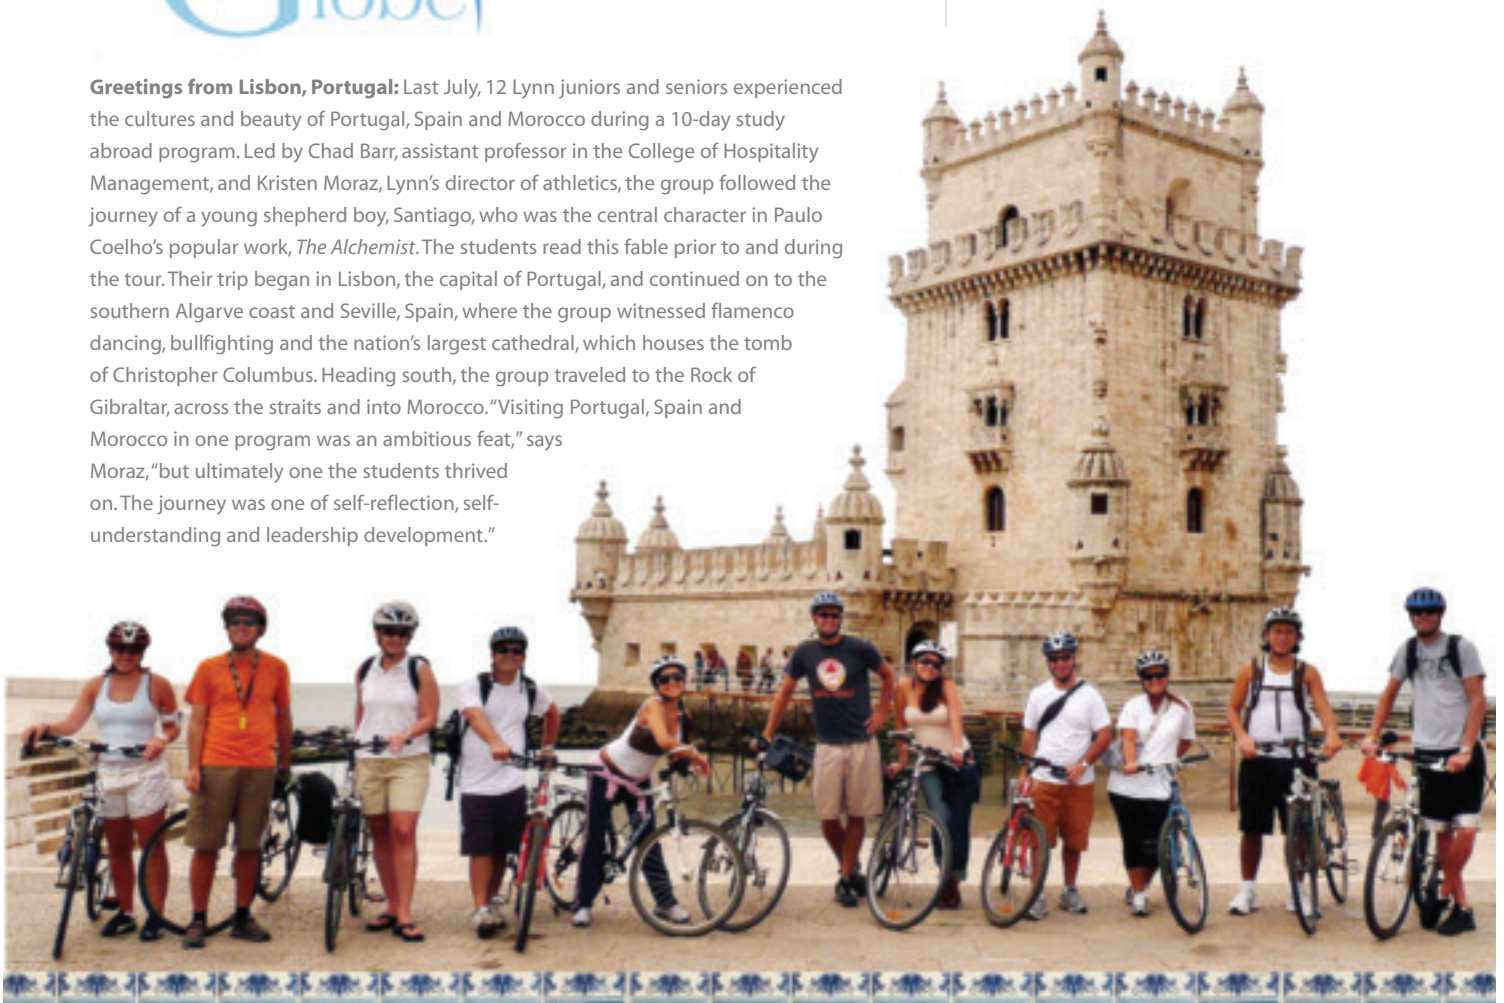 Globe
Greetings from Lisbon, Portugal: Last July, 12 Lynn juniors and seniors experienced
the cultures and beauty of Portugal, Spain and Morocco during a 10-day study
abroad program. Led by Chad Barr, assistant professor in the College of Hospitality
Management, and Kristen Moraz, Lynn’s director of athletics, the group followed the
journey of a young shepherd boy, Santiago, who was the central character in Paulo
Coelho’s popular work, The Alchemist. The students read this fable prior to and during
the tour. Their trip began in Lisbon, the capital of Portugal, and continued on to the
southern Algarve coast and Seville, Spain, where the group witnessed flamenco
dancing, bullfighting and the nation’s largest cathedral, which houses the tomb
of Christopher Columbus. Heading south, the group traveled to the Rock of
Gibraltar, across the straits and into Morocco. “Visiting Portugal, Spain and
Morocco in one program was an ambitious feat,” says
Moraz, “but ultimately one the students thrived
on. The journey was one of self-reflection, self-
understanding and leadership development.”